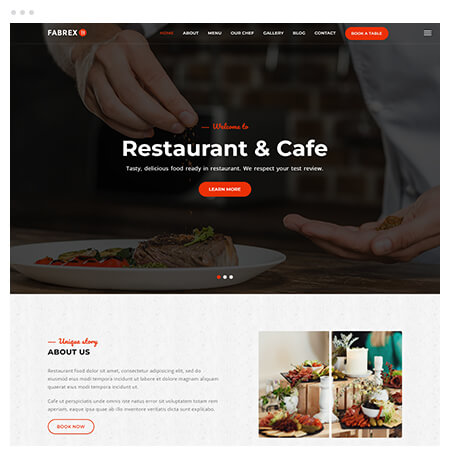 FABREX
HOME ABOUT MENU OUR CHEF GALLERY BLOG CONTACT BOOK A TABLE
Welcome to
Restaurant & Cafe
Tasty, delicious food ready in restaurant. We respect your test review.
LEARN MORE
Unique story
ABOUT US
Restaurant food dolor sit amet, consectetur adipisicing elit, sed do
eiusmod eius modi tempora incidunt ut labore et dolore magnam aliquam
quaerat eius modi tempora incidunt ut.
Cafe ut perspiciatis unde omnis iste natus error sit voluptatem totam rem
aperiam, eaque ipsa quae ab illo inventore veritatis dicta sunt explicabo.
BOOK NOW